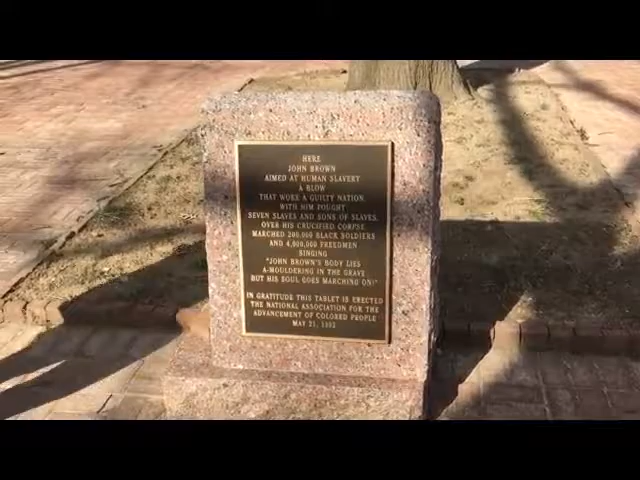 HERE
JOHN BROWN
AIMED AT HUMAN SLAVERY
A BLOW
THAT WOKE A GUILTY NATION.
WITH HIM FOUGHT
SEVEN SLAVES AND SONS OF SLAVES.
OVER HIS CRUCIFIED CORPSE
MARCHED 200,000 BLACK SOLDIERS
AND 4,000,000 FREEDMEN
SINGING
"JOHN BROWN'S BODY LIES
A-MOULDERING IN THE GRAVE
BUT HIS SOUL GOES MARCHING ON!"
IN GRATITUDE THIS TABLET IS ERECTED
THE NATIONAL ASSOCIATION FOR THE
ADVANCEMENT OF COLORED PEOPLE
MAY 21, 1932